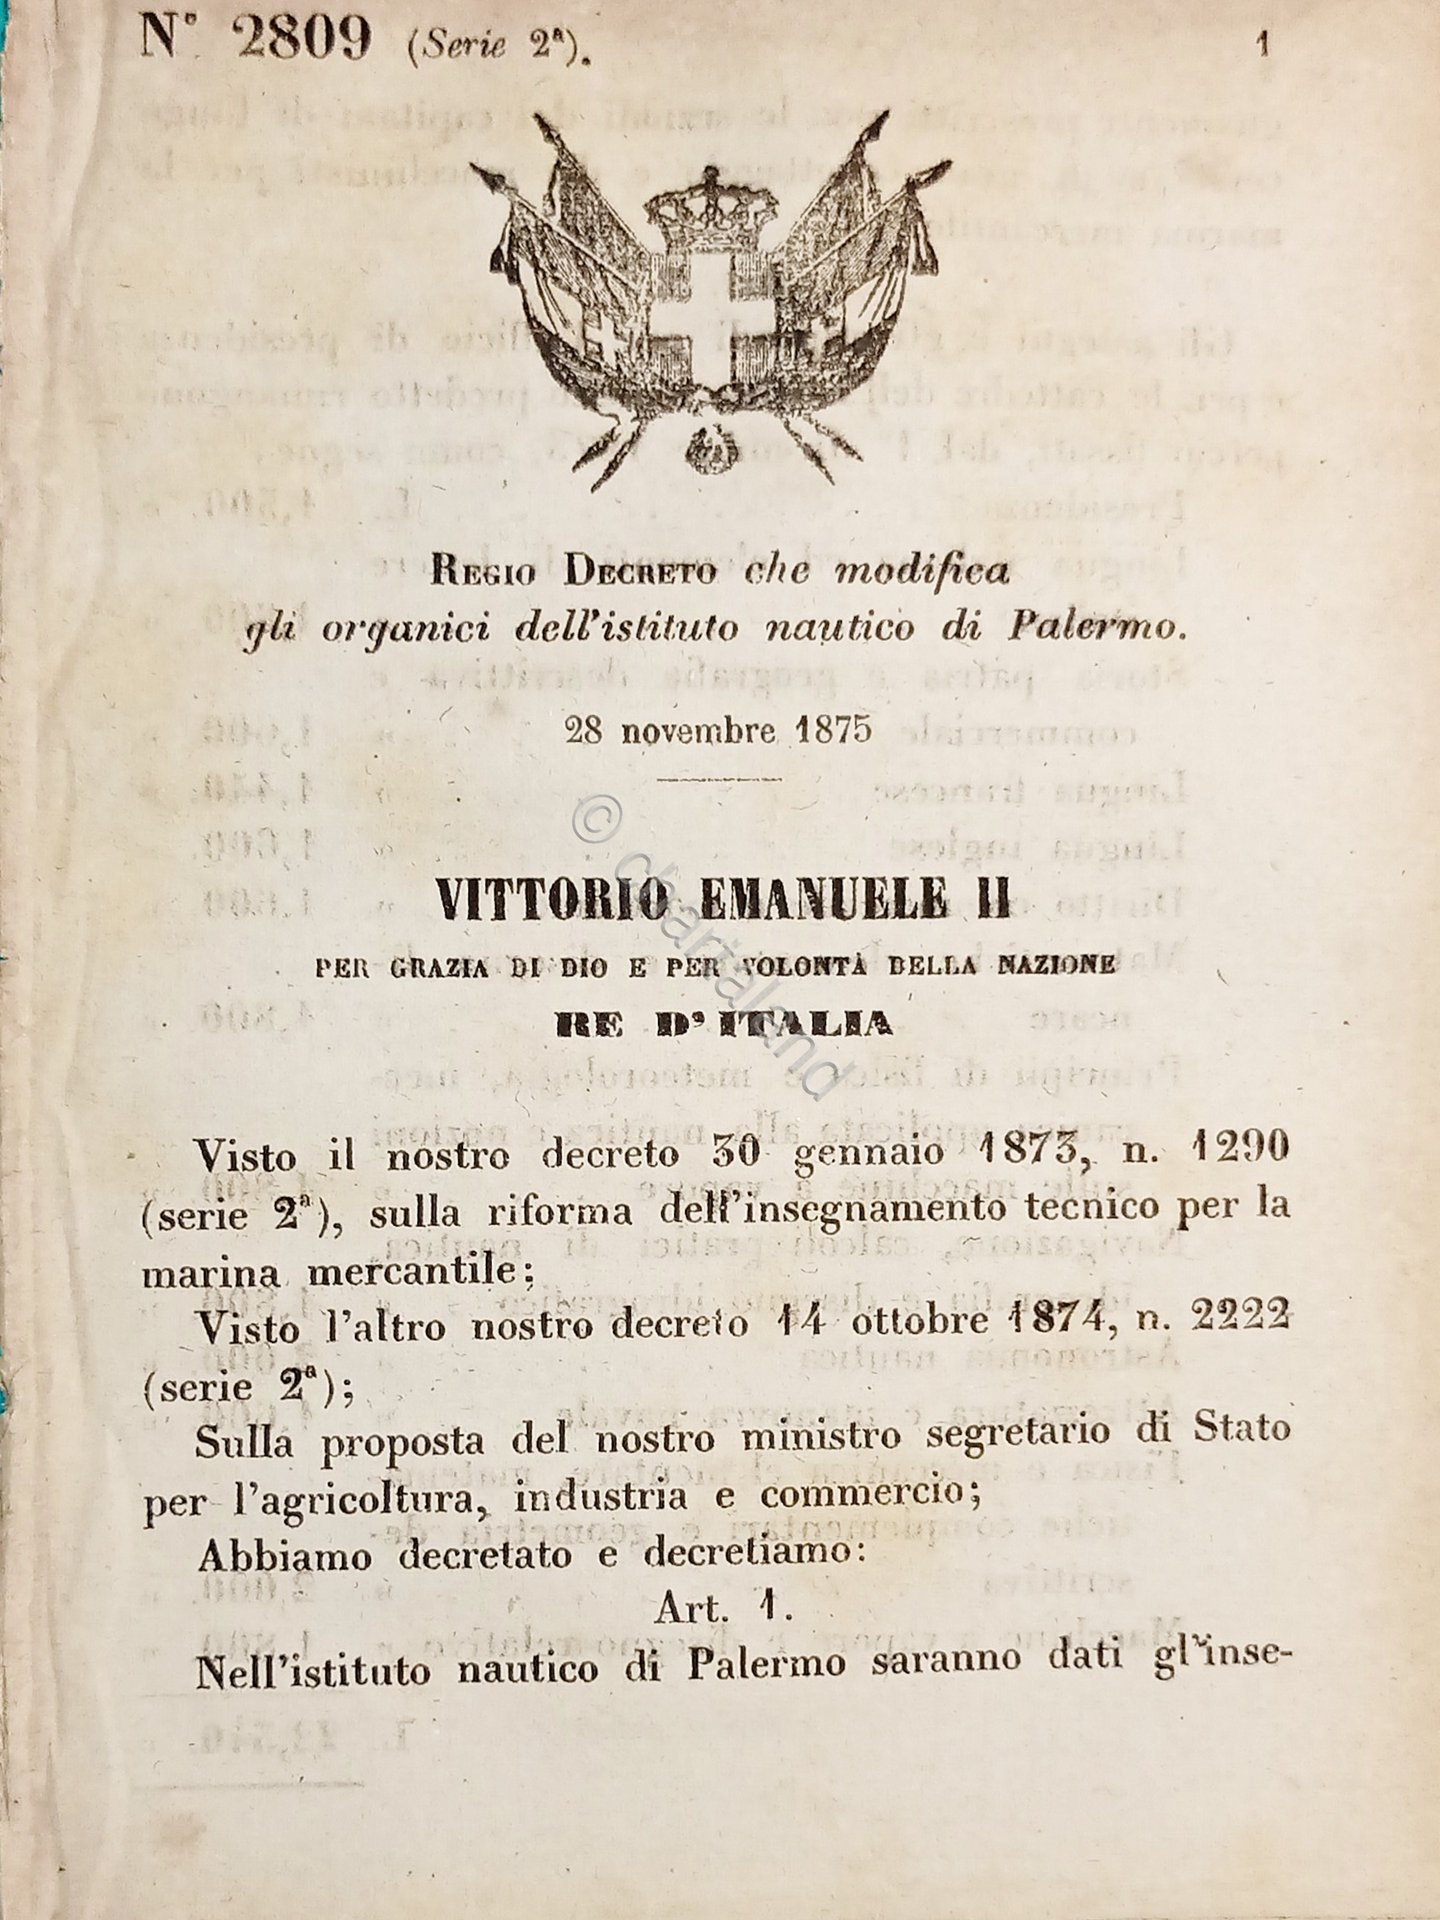 N° 2809 (Serie 2ª). 1
REGIO DECRETO che modifica
gli organici dell'istituto nautico di Palermo.
28 novembre 1875
VITTORIO EMANUELE II
PER GRAZIA DI DIO E PER VOLONTÀ DELLA NAZIONE
RE D'ITALIA
Visto il nostro decreto 30 gennaio 1873, n. 1290
(serie 2ª), sulla riforma dell'insegnamento tecnico per la
marina mercantile;
Visto l'altro nostro decreto 14 ottobre 1874, n. 2222
(serie 2ª);
Sulla proposta del nostro ministro segretario di Stato
per l'agricoltura, industria e commercio;
Abbiamo decretato e decretiamo:
Art. 1.
Nell'istituto nautico di Palermo saranno dati gl'inse-
© chartaland